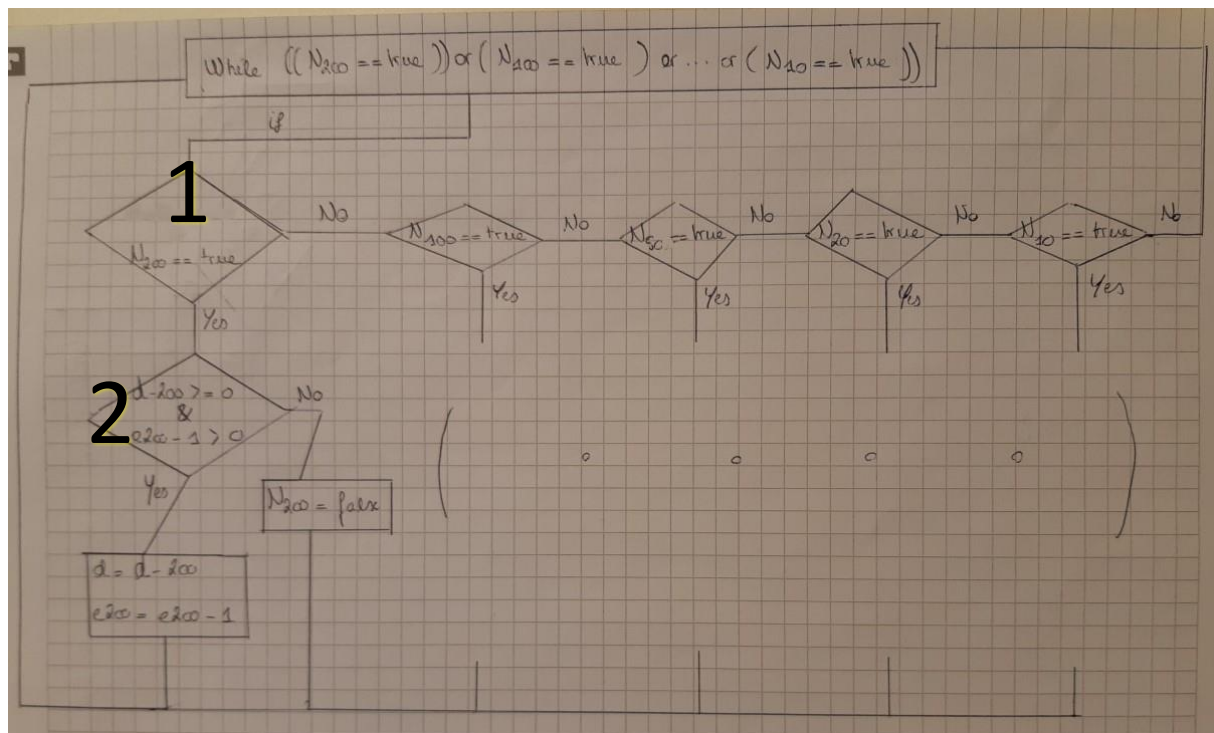 While ((N200 == true)) or (N100 == true) or ... or (N10 == true))
if
1
N200 == true
No
N100 == true
No
N50 == true
No
N20 == true
No
N10 == true
No
Yes
Yes
Yes
Yes
Yes
2
d-200 >= 0
&
e200 - 1 > 0
No
Yes
N200 = false
d = d - 200
e200 = e200 - 1